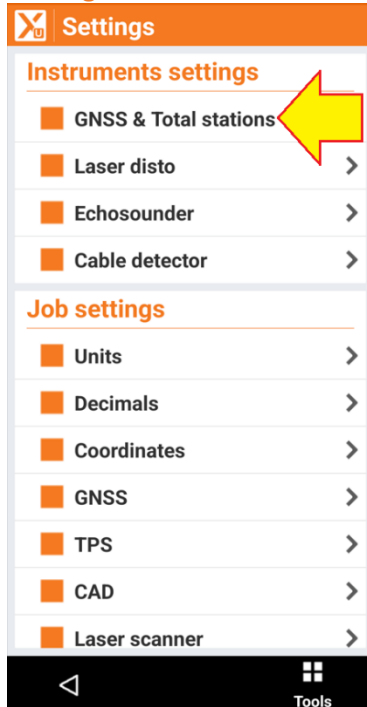 Xu Settings
Instruments settings
GNSS & Total stations
Laser disto
Echosounder
Cable detector
Job settings
Units
Decimals
Coordinates
GNSS
TPS
CAD
Laser scanner
Tools